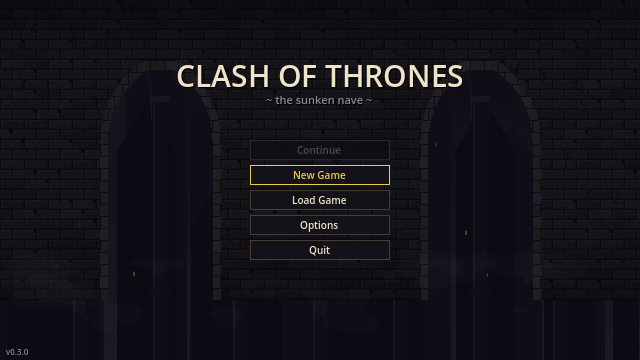 CLASH OF THRONES
~ the sunken nave ~
Continue
New Game
Load Game
Options
Quit
v0.3.0